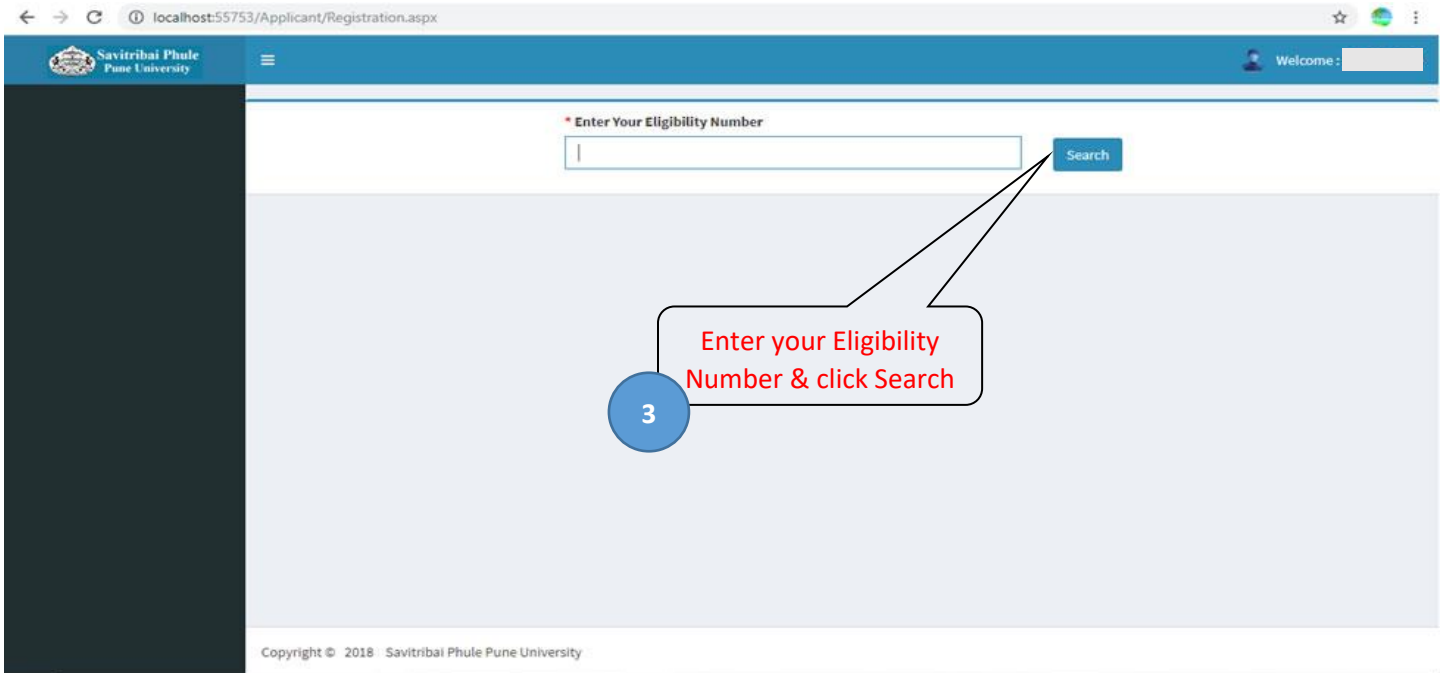 localhost:55753/Applicant/Registration.aspx
Savitribai Phule
Pune University
Welcome :
* Enter Your Eligibility Number
Search
Enter your Eligibility
Number & click Search
3
Copyright © 2018 Savitribai Phule Pune University